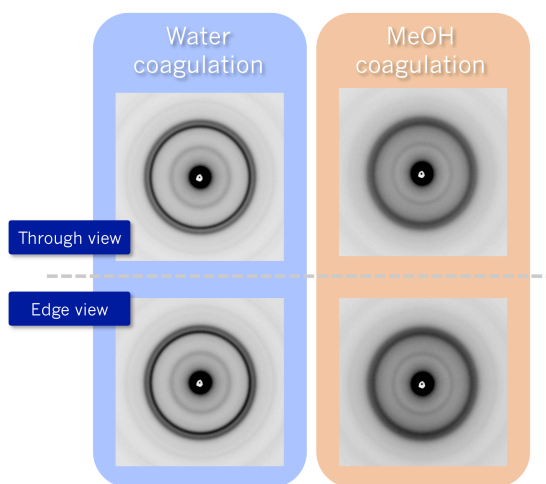 Water
coagulation
MeOH
coagulation
Through view
Edge view